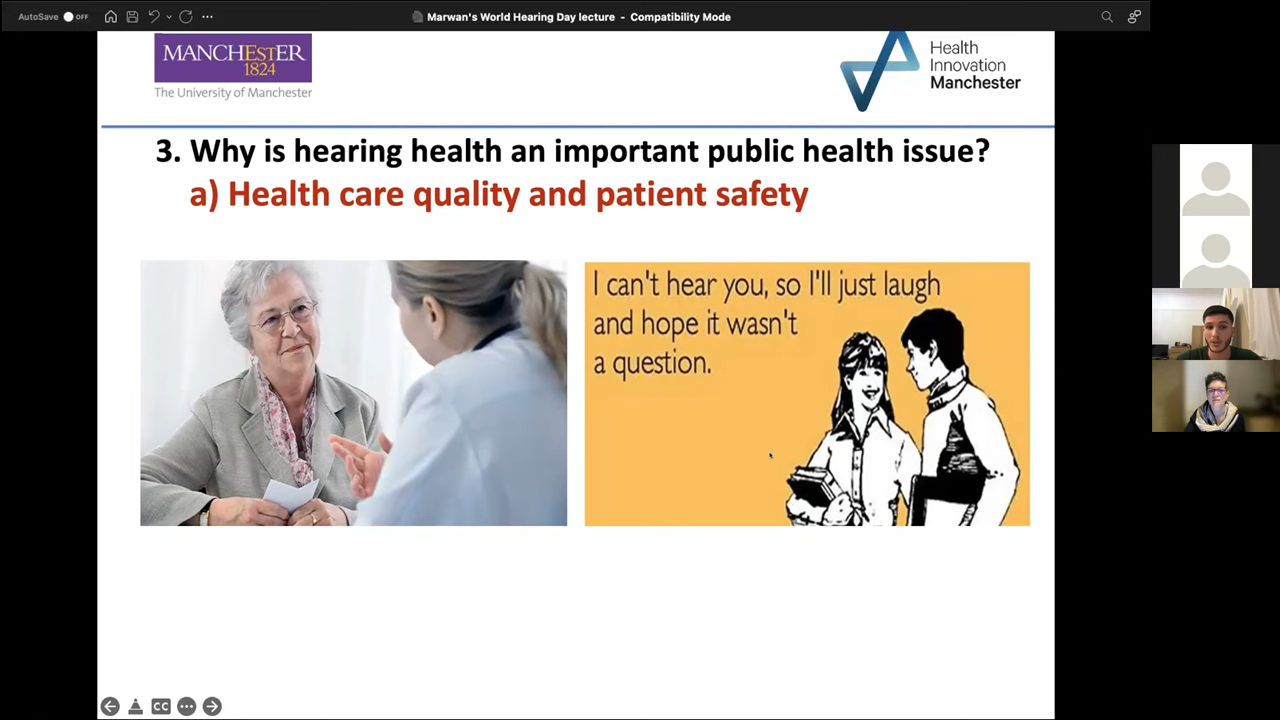 AutoSave OFF
Marwan's World Hearing Day lecture - Compatibility Mode
MANCHESTER
1824
The University of Manchester
Health
Innovation
Manchester
3. Why is hearing health an important public health issue?
a) Health care quality and patient safety
I can't hear you, so I'll just laugh
and hope it wasn't
a question.
CC